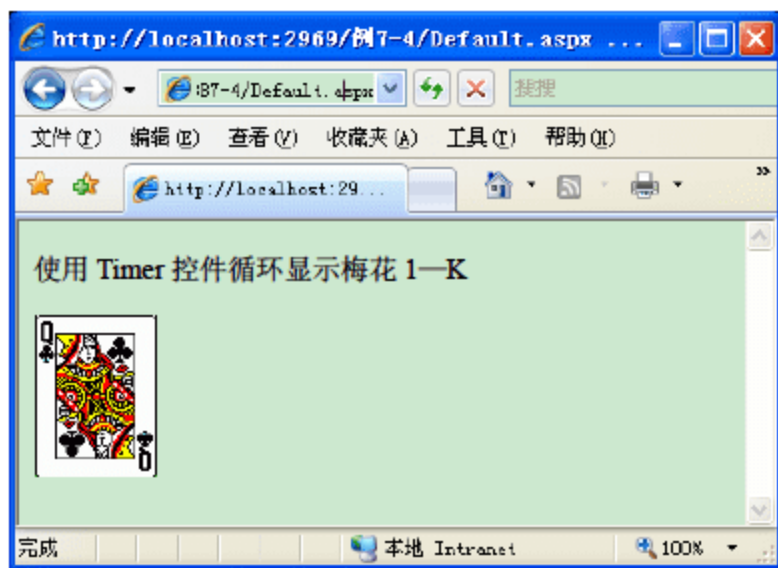 http://localhost:2969/例7-4/Default.aspx ...
87-4/Default.aspx
搜搜
文件(F) 编辑(E) 查看(V) 收藏夹(A) 工具(T) 帮助(H)
http://localhost:29...
使用 Timer 控件循环显示梅花 1—K
Q
Q
完成 本地 Intranet 100%